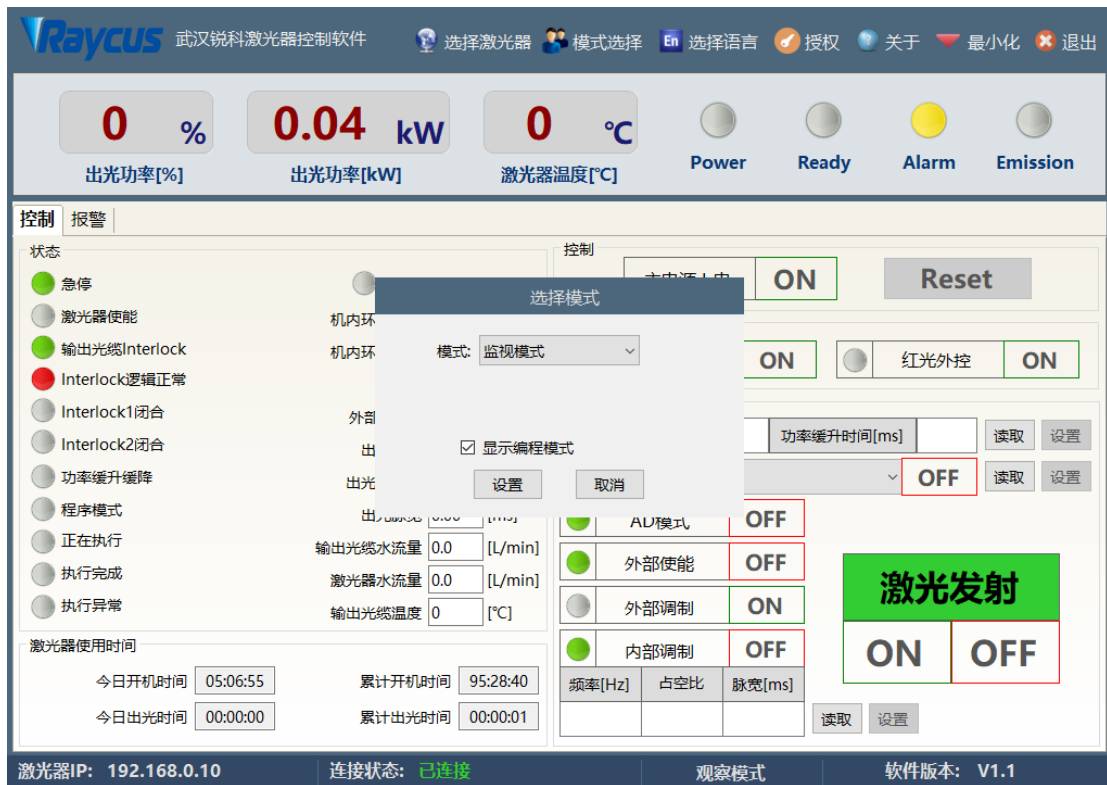 Raycus 武汉锐科激光器控制软件 选择激光器 模式选择 En 选择语言 授权 关于 最小化 退出
0 % 0.04 kW 0 ℃
出光功率[%] 出光功率[kW] 激光器温度[℃] Power Ready Alarm Emission
控制 报警
状态
急停
激光器使能 机内环
输出光缆Interlock 机内环
Interlock逻辑正常
Interlock1闭合 外部
Interlock2闭合 出
功率缓升缓降 出光
程序模式
正在执行 输出光缆水流量 0.0 [L/min]
执行完成 激光器水流量 0.0 [L/min]
执行异常 输出光缆温度 0 [℃]
选择模式
模式: 监视模式
显示编程模式
设置 取消
控制
ON Reset
ON 红光外控 ON
功率缓升时间[ms] 读取 设置
OFF 读取 设置
AD模式 OFF
外部使能 OFF
外部调制 ON
内部调制 OFF
激光发射
ON OFF
频率[Hz] 占空比 脉宽[ms]
读取 设置
激光器使用时间
今日开机时间 05:06:55 累计开机时间 95:28:40
今日出光时间 00:00:00 累计出光时间 00:00:01
激光器IP: 192.168.0.10 连接状态: 已连接 观察模式 软件版本: V1.1